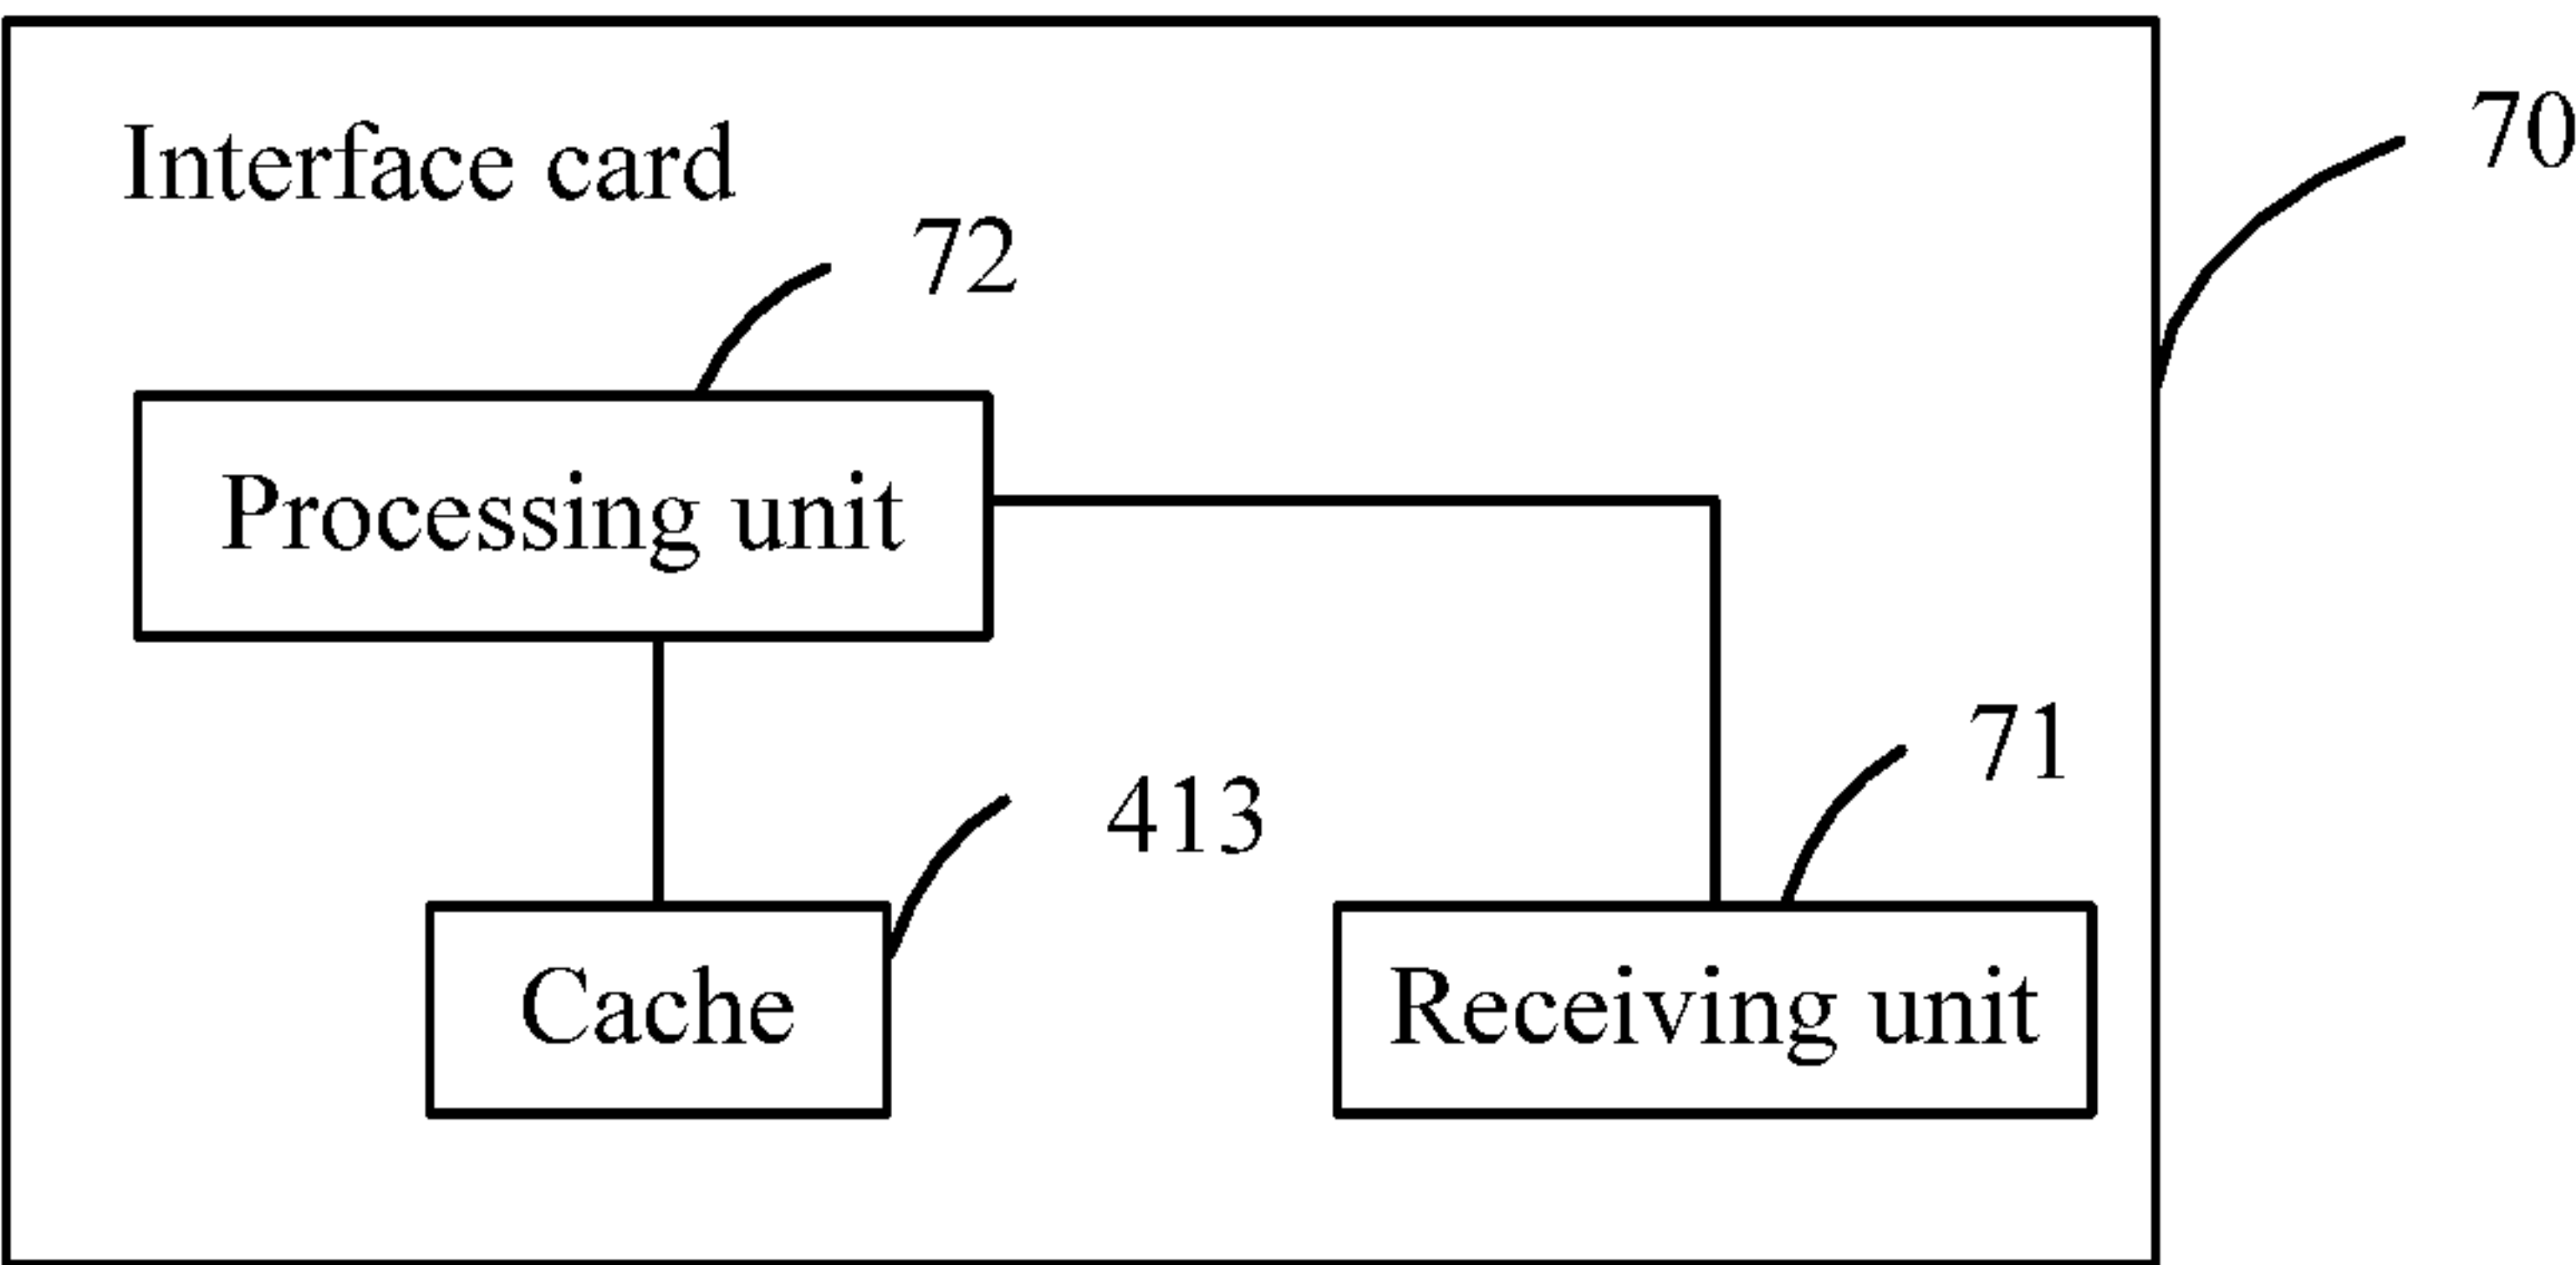 70
Interface card
72
Processing unit
71
413
Cache
Receiving unit